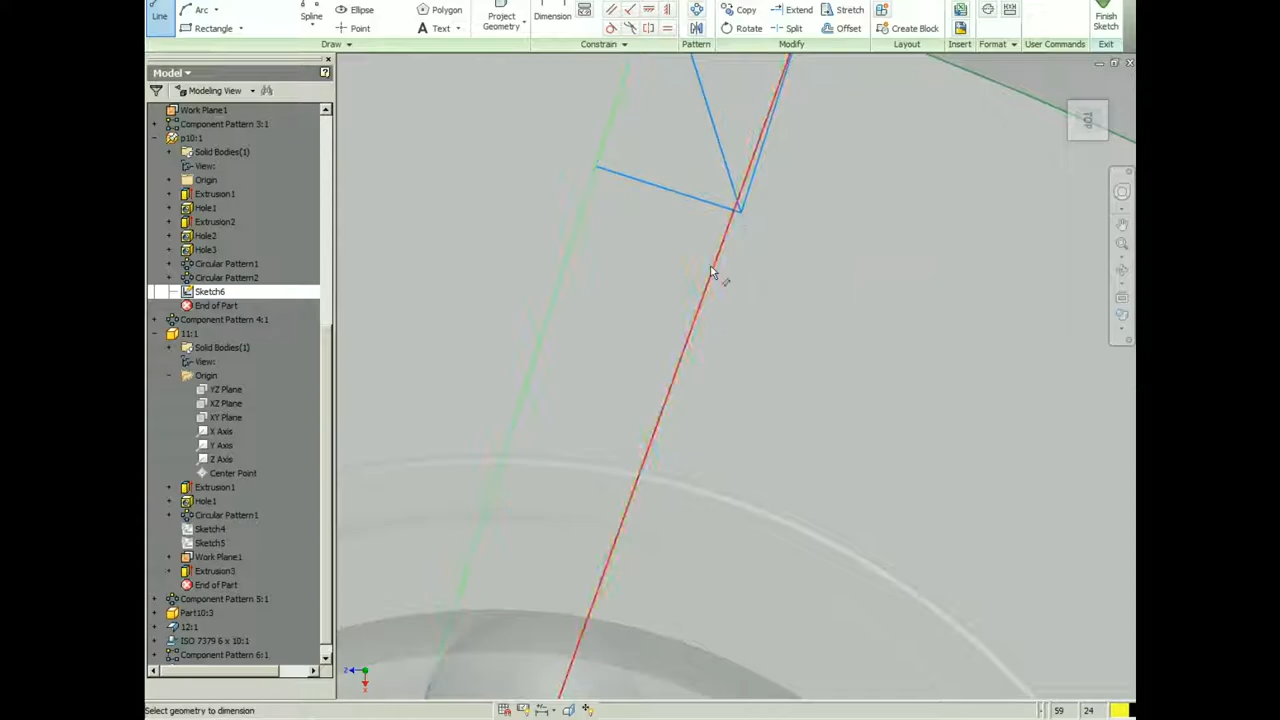 Line Arc Spline Ellipse Polygon Project Geometry Dimension Copy Extend Stretch Finish Sketch
Rectangle Point Text Rotate Split Offset Create Block
Draw Constrain Pattern Modify Layout Insert Format User Commands Exit
Model
Modeling View
Work Plane1
Component Pattern 3:1
p10:1
Solid Bodies(1)
View:
Origin
Extrusion1
Hole1
Extrusion2
Hole2
Hole3
Circular Pattern1
Circular Pattern2
Sketch6
End of Part
Component Pattern 4:1
11:1
Solid Bodies(1)
View:
Origin
YZ Plane
XZ Plane
XY Plane
X Axis
Y Axis
Z Axis
Center Point
Extrusion1
Hole1
Circular Pattern1
Sketch4
Sketch5
Work Plane1
Extrusion3
End of Part
Component Pattern 5:1
Part10:3
12:1
ISO 7379 6 x 10:1
Component Pattern 6:1
TOP
Z
X
Select geometry to dimension
59 24